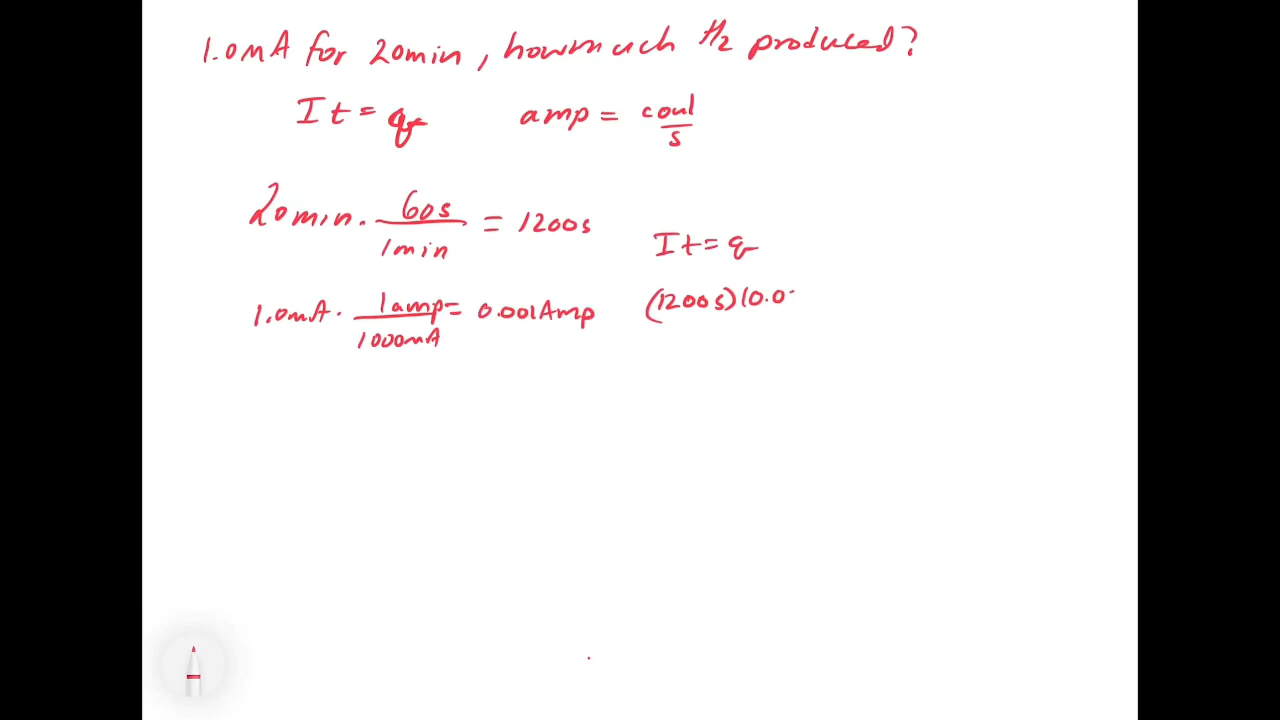 1.0mA for 20min, how much H2 produced?
It = q amp = coul/s
20min. 60s/1min = 1200s
It = q
1.0mA. 1amp/1000mA = 0.001Amp (1200s)(0.0